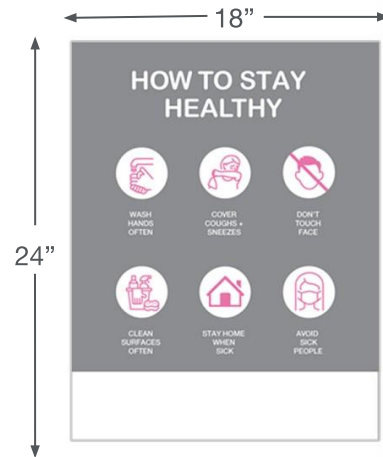 18”
24”
HOW TO STAY
HEALTHY
WASH
HANDS
OFTEN
COVER
COUGHS +
SNEEZES
DON'T
TOUCH
FACE
CLEAN
SURFACES
OFTEN
STAY HOME
WHEN
SICK
AVOID
SICK
PEOPLE